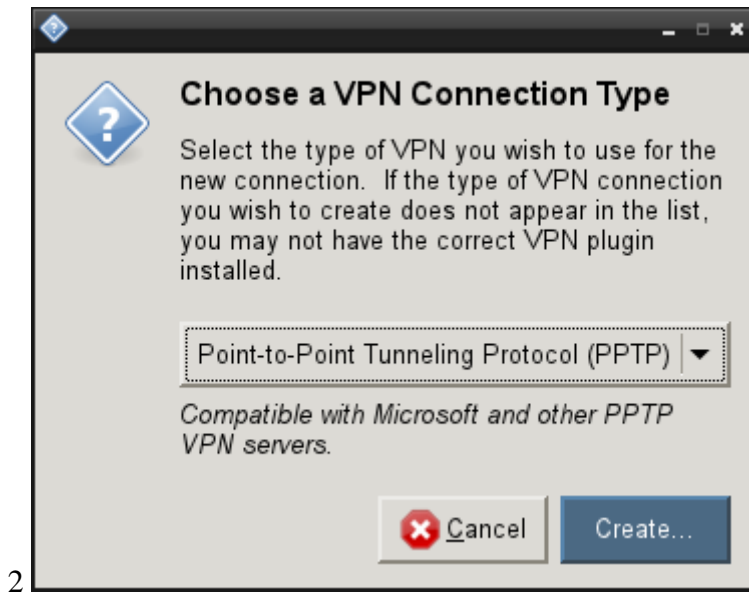 Choose a VPN Connection Type
Select the type of VPN you wish to use for the
new connection.  If the type of VPN connection
you wish to create does not appear in the list,
you may not have the correct VPN plugin
installed.
Point-to-Point Tunneling Protocol (PPTP)
Compatible with Microsoft and other PPTP
VPN servers.
Cancel Create...
2